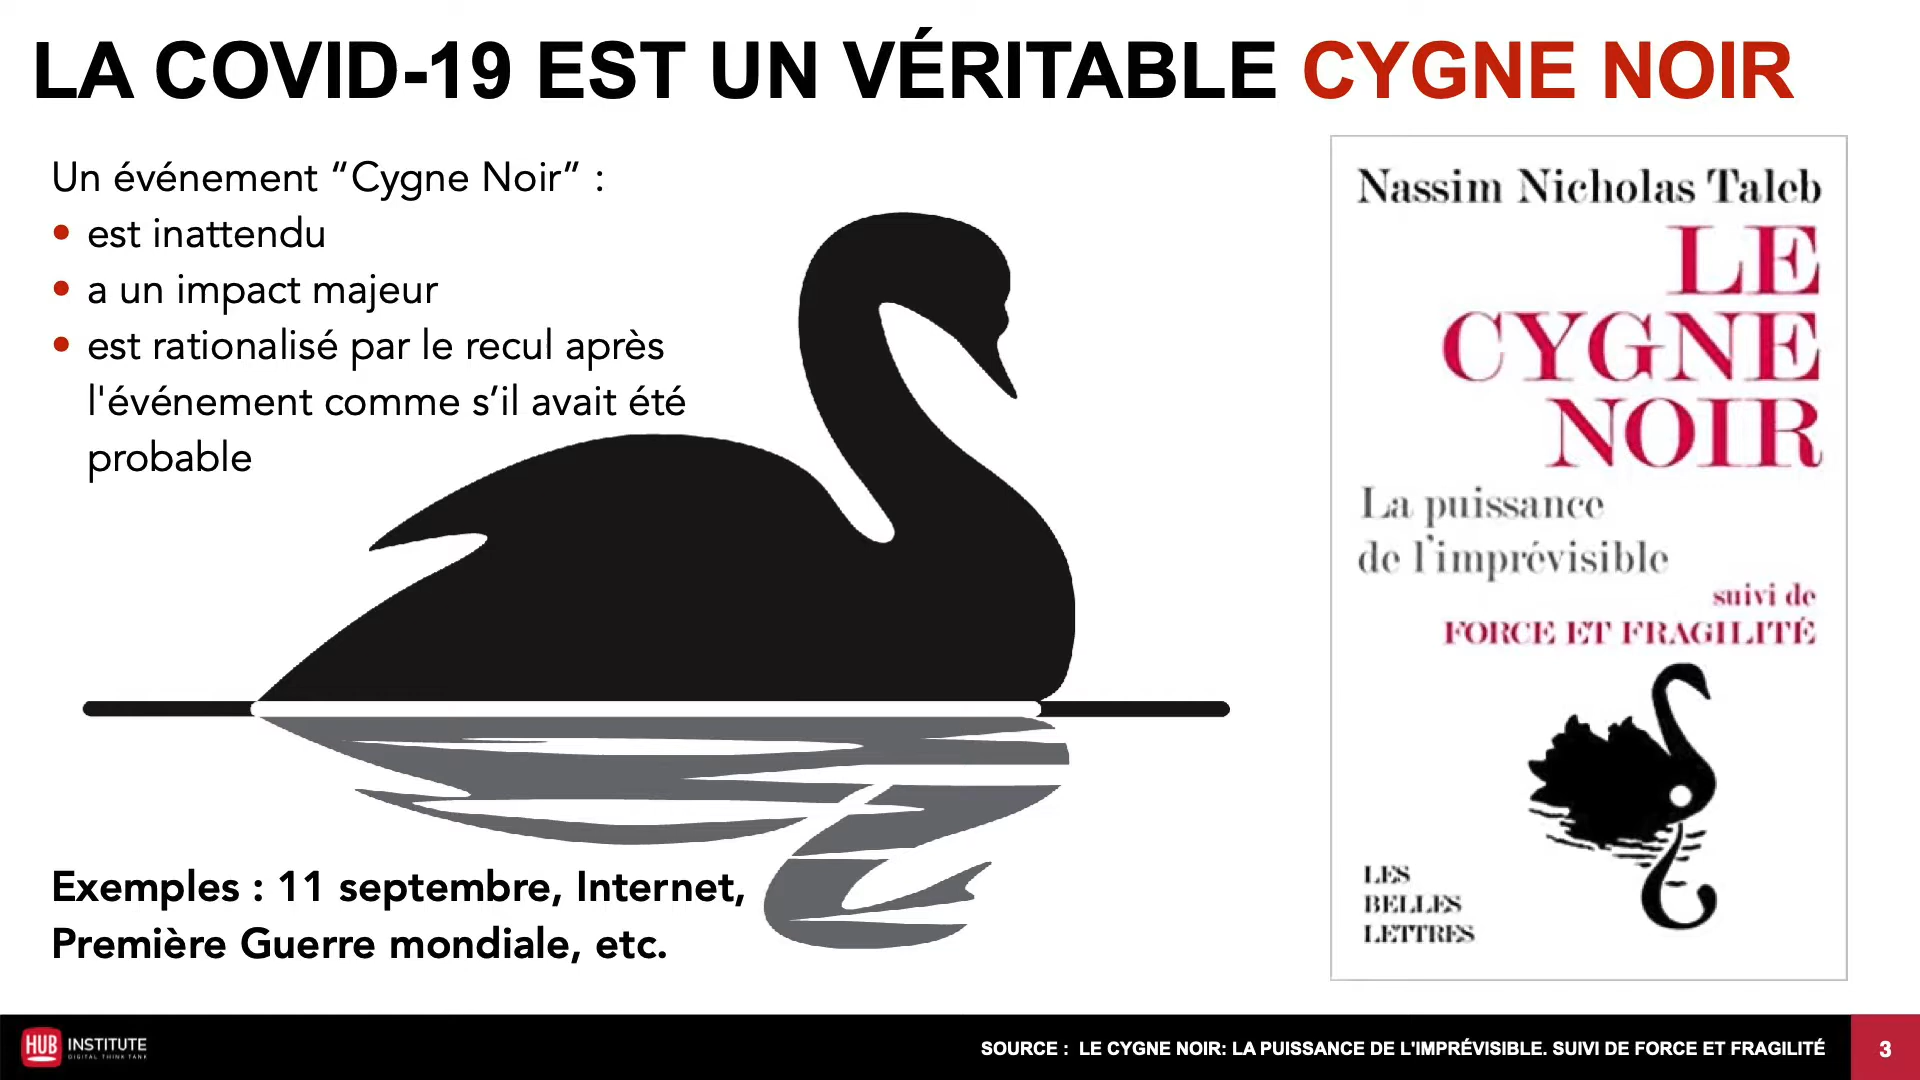 LA COVID-19 EST UN VÉRITABLE CYGNE NOIR
Un événement “Cygne Noir” :
• est inattendu
• a un impact majeur
• est rationalisé par le recul après
l'événement comme s’il avait été
probable
Exemples : 11 septembre, Internet,
Première Guerre mondiale, etc.
Nassim Nicholas Taleb
LE
CYGNE
NOIR
La puissance
de l'imprévisible
suivi de
FORCE ET FRAGILITÉ
LES
BELLES
LETTRES
HUB INSTITUTE
DIGITAL THINK TANK
SOURCE : LE CYGNE NOIR: LA PUISSANCE DE L'IMPRÉVISIBLE. SUIVI DE FORCE ET FRAGILITÉ
3